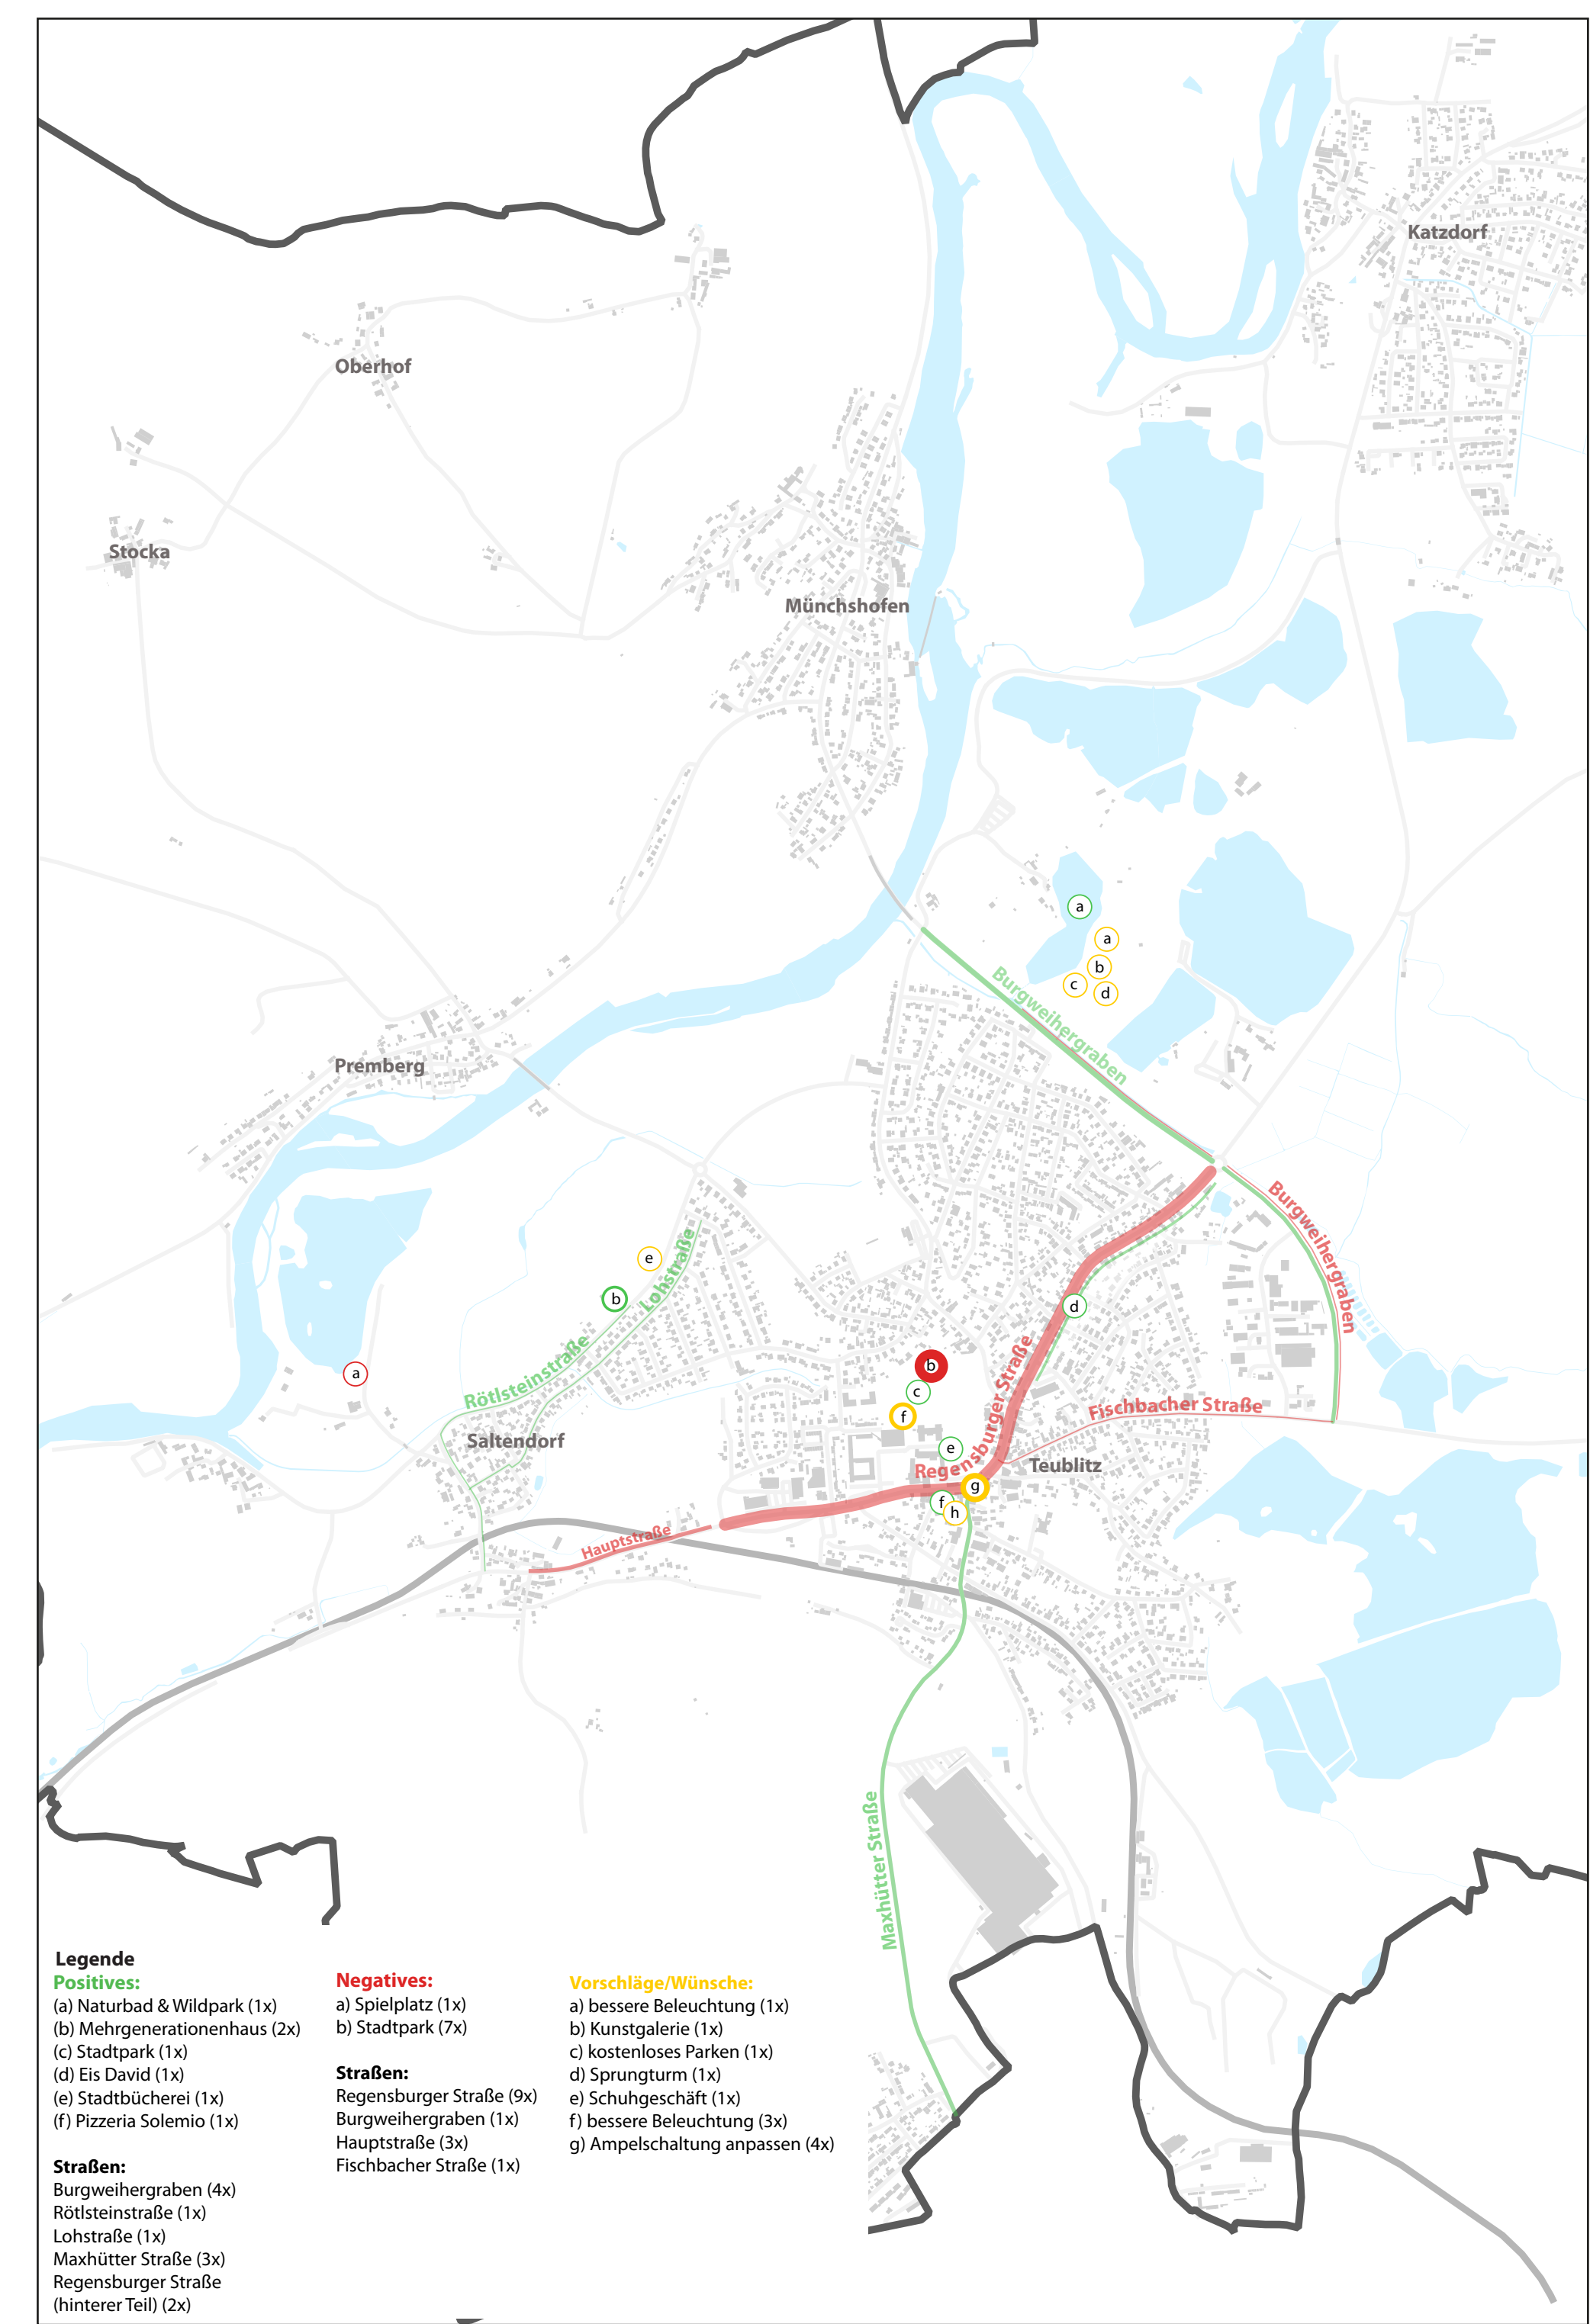 Katzdorf
Oberhof
Stocka
Münchshofen
a
a
b
c
d
Burgweihergraben
Premberg
Burgweihergraben
e
Lohstraße
b
d
Rötlsteinstraße
a
b
c
f
Regensburger Straße
Fischbacher Straße
Saltendorf
e
Teublitz
g
f
h
Hauptstraße
Maxhütter Straße
Legende
Positives:
(a) Naturbad & Wildpark (1x)
(b) Mehrgenerationenhaus (2x)
(c) Stadtpark (1x)
(d) Eis David (1x)
(e) Stadtbücherei (1x)
(f) Pizzeria Solemio (1x)
Straßen:
Burgweihergraben (4x)
Rötlsteinstraße (1x)
Lohstraße (1x)
Maxhütter Straße (3x)
Regensburger Straße
(hinterer Teil) (2x)
Negatives:
a) Spielplatz (1x)
b) Stadtpark (7x)
Straßen:
Regensburger Straße (9x)
Burgweihergraben (1x)
Hauptstraße (3x)
Fischbacher Straße (1x)
Vorschläge/Wünsche:
a) bessere Beleuchtung (1x)
b) Kunstgalerie (1x)
c) kostenloses Parken (1x)
d) Sprungturm (1x)
e) Schuhgeschäft (1x)
f) bessere Beleuchtung (3x)
g) Ampelschaltung anpassen (4x)